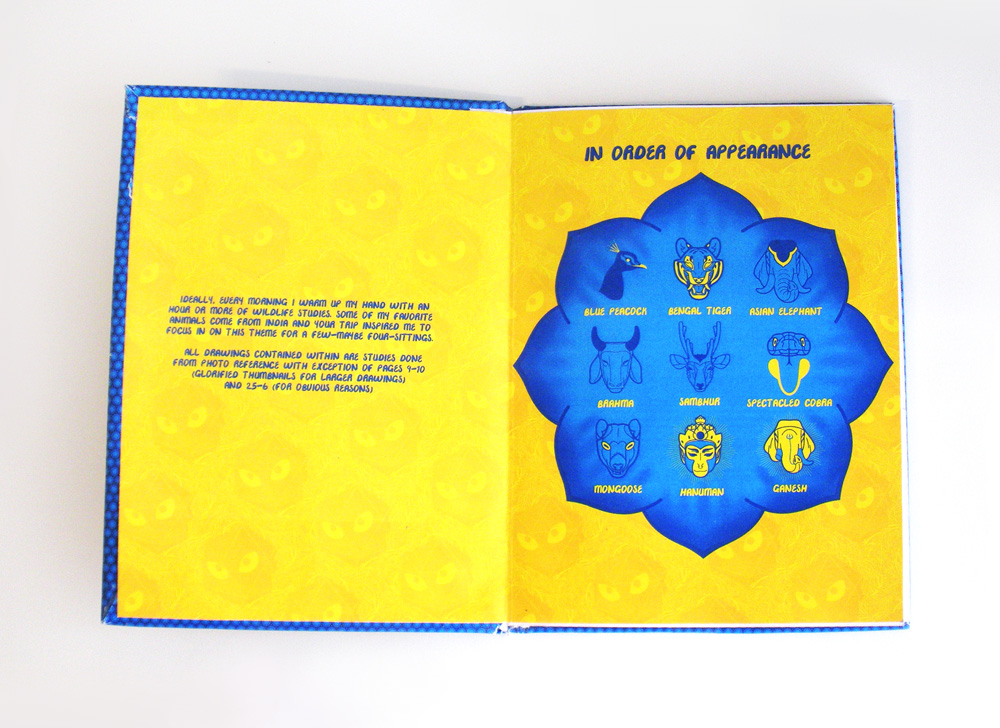 IDEALLY, EVERY MORNING I WARM UP MY HAND WITH AN
HOUR OR MORE OF WILDLIFE STUDIES. SOME OF MY FAVORITE
ANIMALS COME FROM INDIA AND YOUR TRIP INSPIRED ME TO
FOCUS IN ON THIS THEME FOR A FEW-MAYBE FOUR-SITTINGS.
ALL DRAWINGS CONTAINED WITHIN ARE STUDIES DONE
FROM PHOTO REFERENCE WITH EXCEPTION OF PAGES 9-10
(GLORIFIED THUMBNAILS FOR LARGER DRAWINGS)
AND 25-6 (FOR OBVIOUS REASONS)
IN ORDER OF APPEARANCE
BLUE PEACOCK BENGAL TIGER ASIAN ELEPHANT
BRAHMA SAMBHUR SPECTACLED COBRA
MONGOOSE HANUMAN GANESH